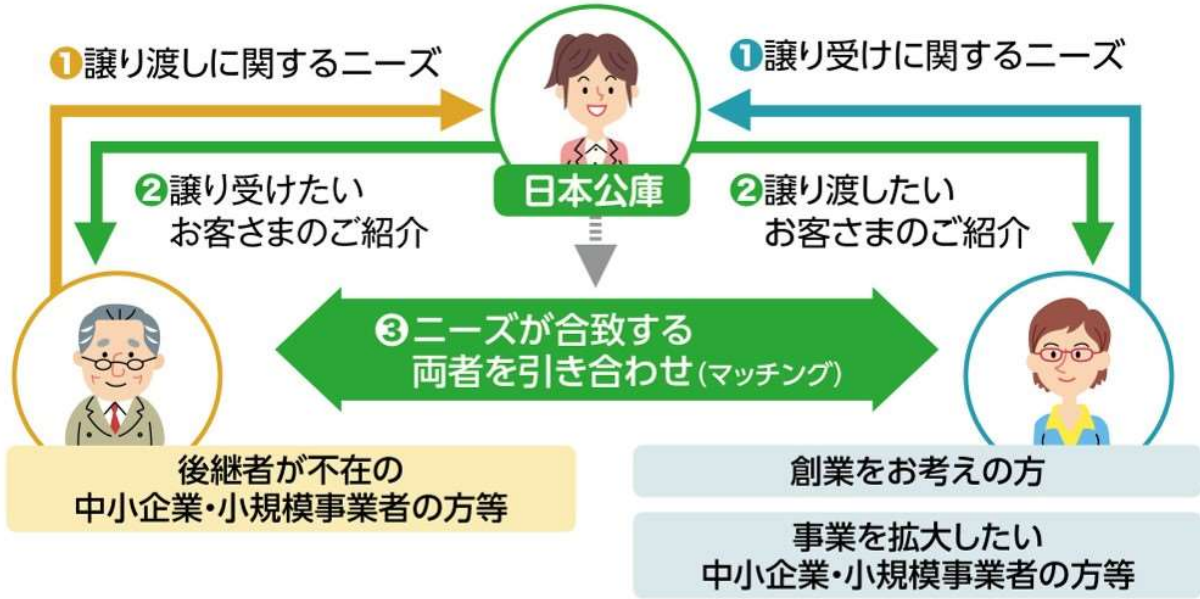 ❶譲り渡しに関するニーズ
❶譲り受けに関するニーズ
❷譲り受けたい
お客さまのご紹介
日本公庫
❷譲り渡したい
お客さまのご紹介
❸ニーズが合致する
両者を引き合わせ(マッチング)
後継者が不在の
中小企業・小規模事業者の方等
創業をお考えの方
事業を拡大したい
中小企業・小規模事業者の方等